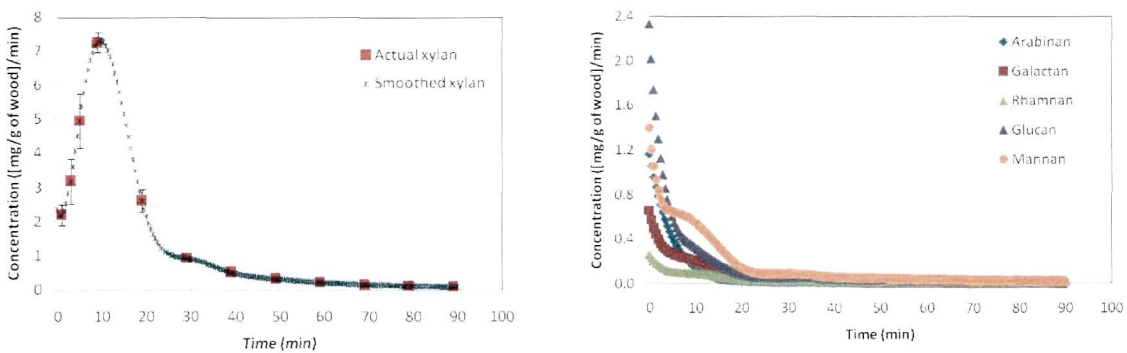 8
7
6
5
4
3
2
1
0
Concentration ([mg/g of wood]/min)
Actual xylan
Smoothed xylan
0 10 20 30 40 50 60 70 80 90 100
Time (min)
2.4
2.0
1.6
1.2
0.8
0.4
0.0
Concentration ([mg/g of wood]/min)
Arabinan
Galactan
Rhamnan
Glucan
Mannan
0 10 20 30 40 50 60 70 80 90 100
Time (min)